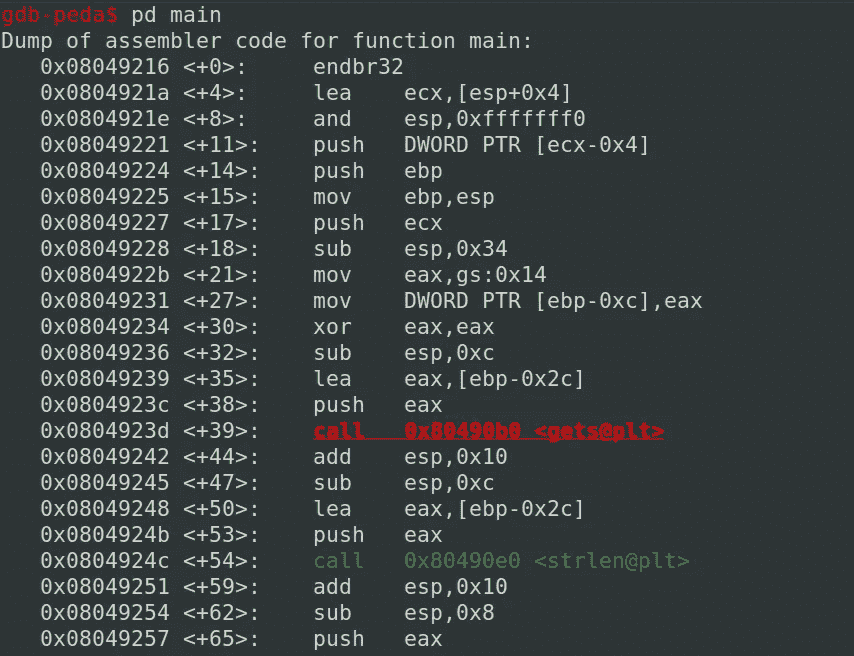 gdb-peda$ pd main
Dump of assembler code for function main:
   0x08049216 <+0>:     endbr32
   0x0804921a <+4>:     lea    ecx,[esp+0x4]
   0x0804921e <+8>:     and    esp,0xfffffff0
   0x08049221 <+11>:    push   DWORD PTR [ecx-0x4]
   0x08049224 <+14>:    push   ebp
   0x08049225 <+15>:    mov    ebp,esp
   0x08049227 <+17>:    push   ecx
   0x08049228 <+18>:    sub    esp,0x34
   0x0804922b <+21>:    mov    eax,gs:0x14
   0x08049231 <+27>:    mov    DWORD PTR [ebp-0xc],eax
   0x08049234 <+30>:    xor    eax,eax
   0x08049236 <+32>:    sub    esp,0xc
   0x08049239 <+35>:    lea    eax,[ebp-0x2c]
   0x0804923c <+38>:    push   eax
   0x0804923d <+39>:    call   0x80490b0 <gets@plt>
   0x08049242 <+44>:    add    esp,0x10
   0x08049245 <+47>:    sub    esp,0xc
   0x08049248 <+50>:    lea    eax,[ebp-0x2c]
   0x0804924b <+53>:    push   eax
   0x0804924c <+54>:    call   0x80490e0 <strlen@plt>
   0x08049251 <+59>:    add    esp,0x10
   0x08049254 <+62>:    sub    esp,0x8
   0x08049257 <+65>:    push   eax